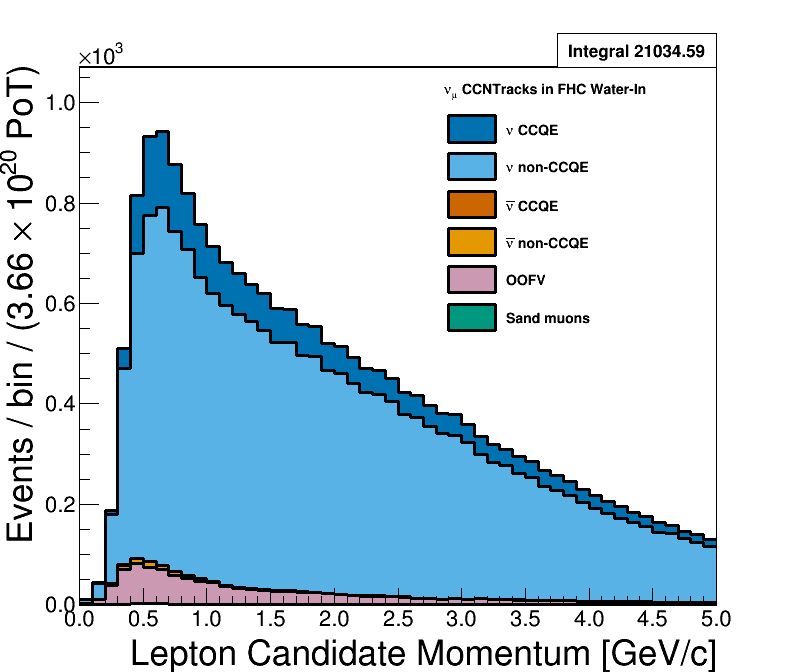 Integral 21034.59
×10³
ν_μ CCNTracks in FHC Water-In
ν CCQE
ν non-CCQE
ν̅ CCQE
ν̅ non-CCQE
OOFV
Sand muons
Events / bin / (3.66 × 10²⁰ PoT)
1.0
0.8
0.6
0.4
0.2
0.0
0.0 0.5 1.0 1.5 2.0 2.5 3.0 3.5 4.0 4.5 5.0
Lepton Candidate Momentum [GeV/c]